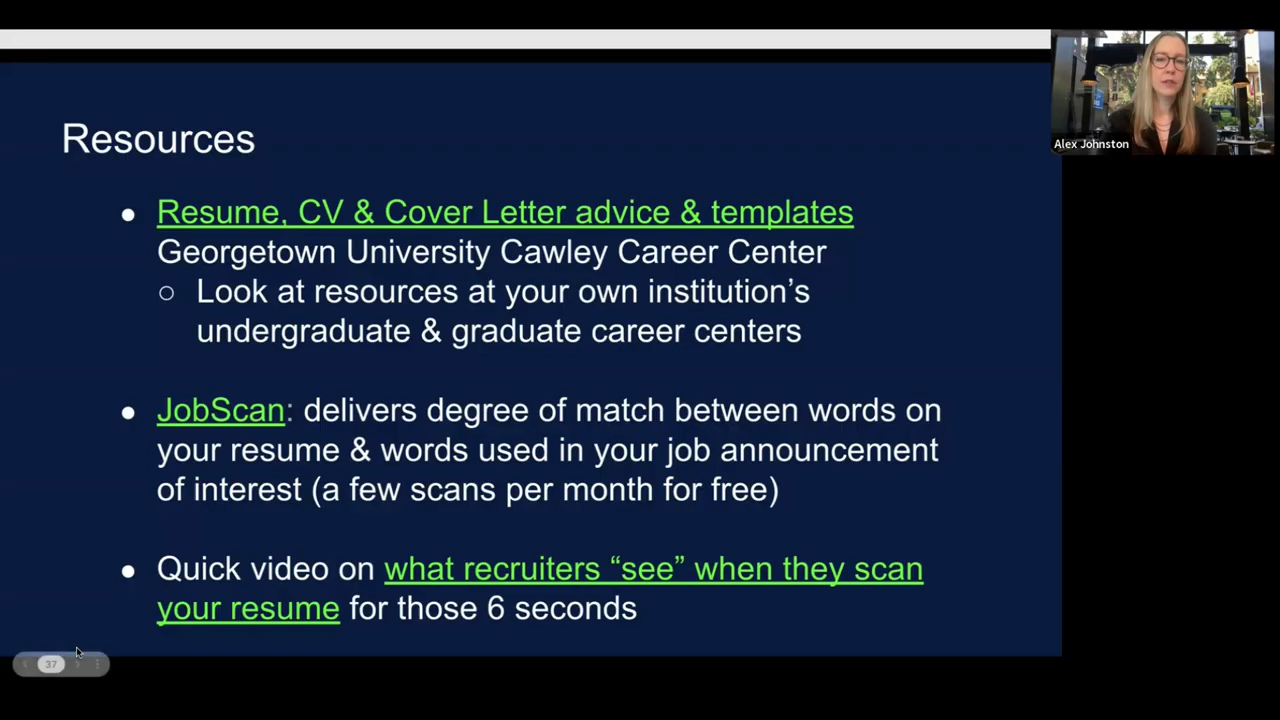 Resources
● Resume, CV & Cover Letter advice & templates
Georgetown University Cawley Career Center
○ Look at resources at your own institution’s
undergraduate & graduate career centers
● JobScan: delivers degree of match between words on
your resume & words used in your job announcement
of interest (a few scans per month for free)
● Quick video on what recruiters “see” when they scan
your resume for those 6 seconds
Alex Johnston
37